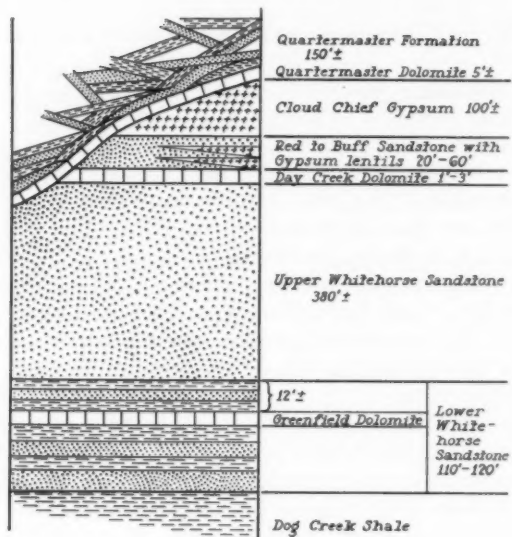 Quartermaster Formation
150'±
Quartermaster Dolomite 5'±
Cloud Chief Gypsum 100'±
Red to Buff Sandstone with
Gypsum lentils 20'-60'
Day Creek Dolomite 1'-3'
Upper Whitehorse Sandstone
380'±
12'±
Greenfield Dolomite
Lower
White-
horse
Sandstone
110'-120'
Dog Creek Shale